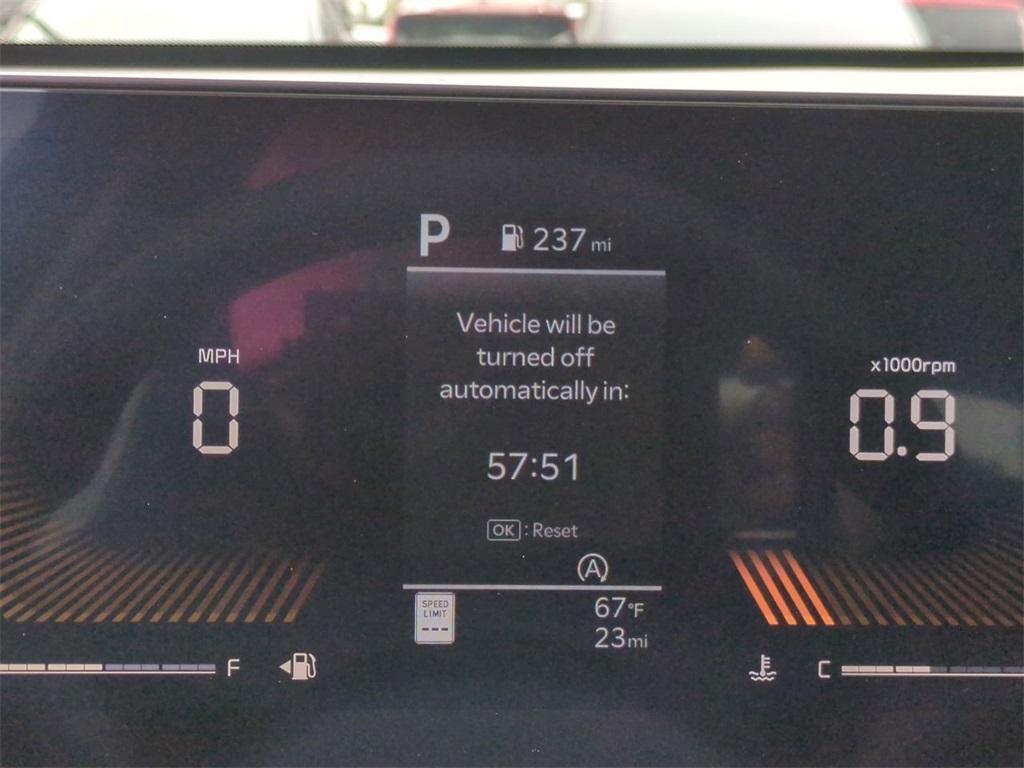 P 237 mi
Vehicle will be
turned off
automatically in:
57:51
OK : Reset
A
MPH
0
x1000rpm
0.9
SPEED
LIMIT
---
67°F
23mi
F
C